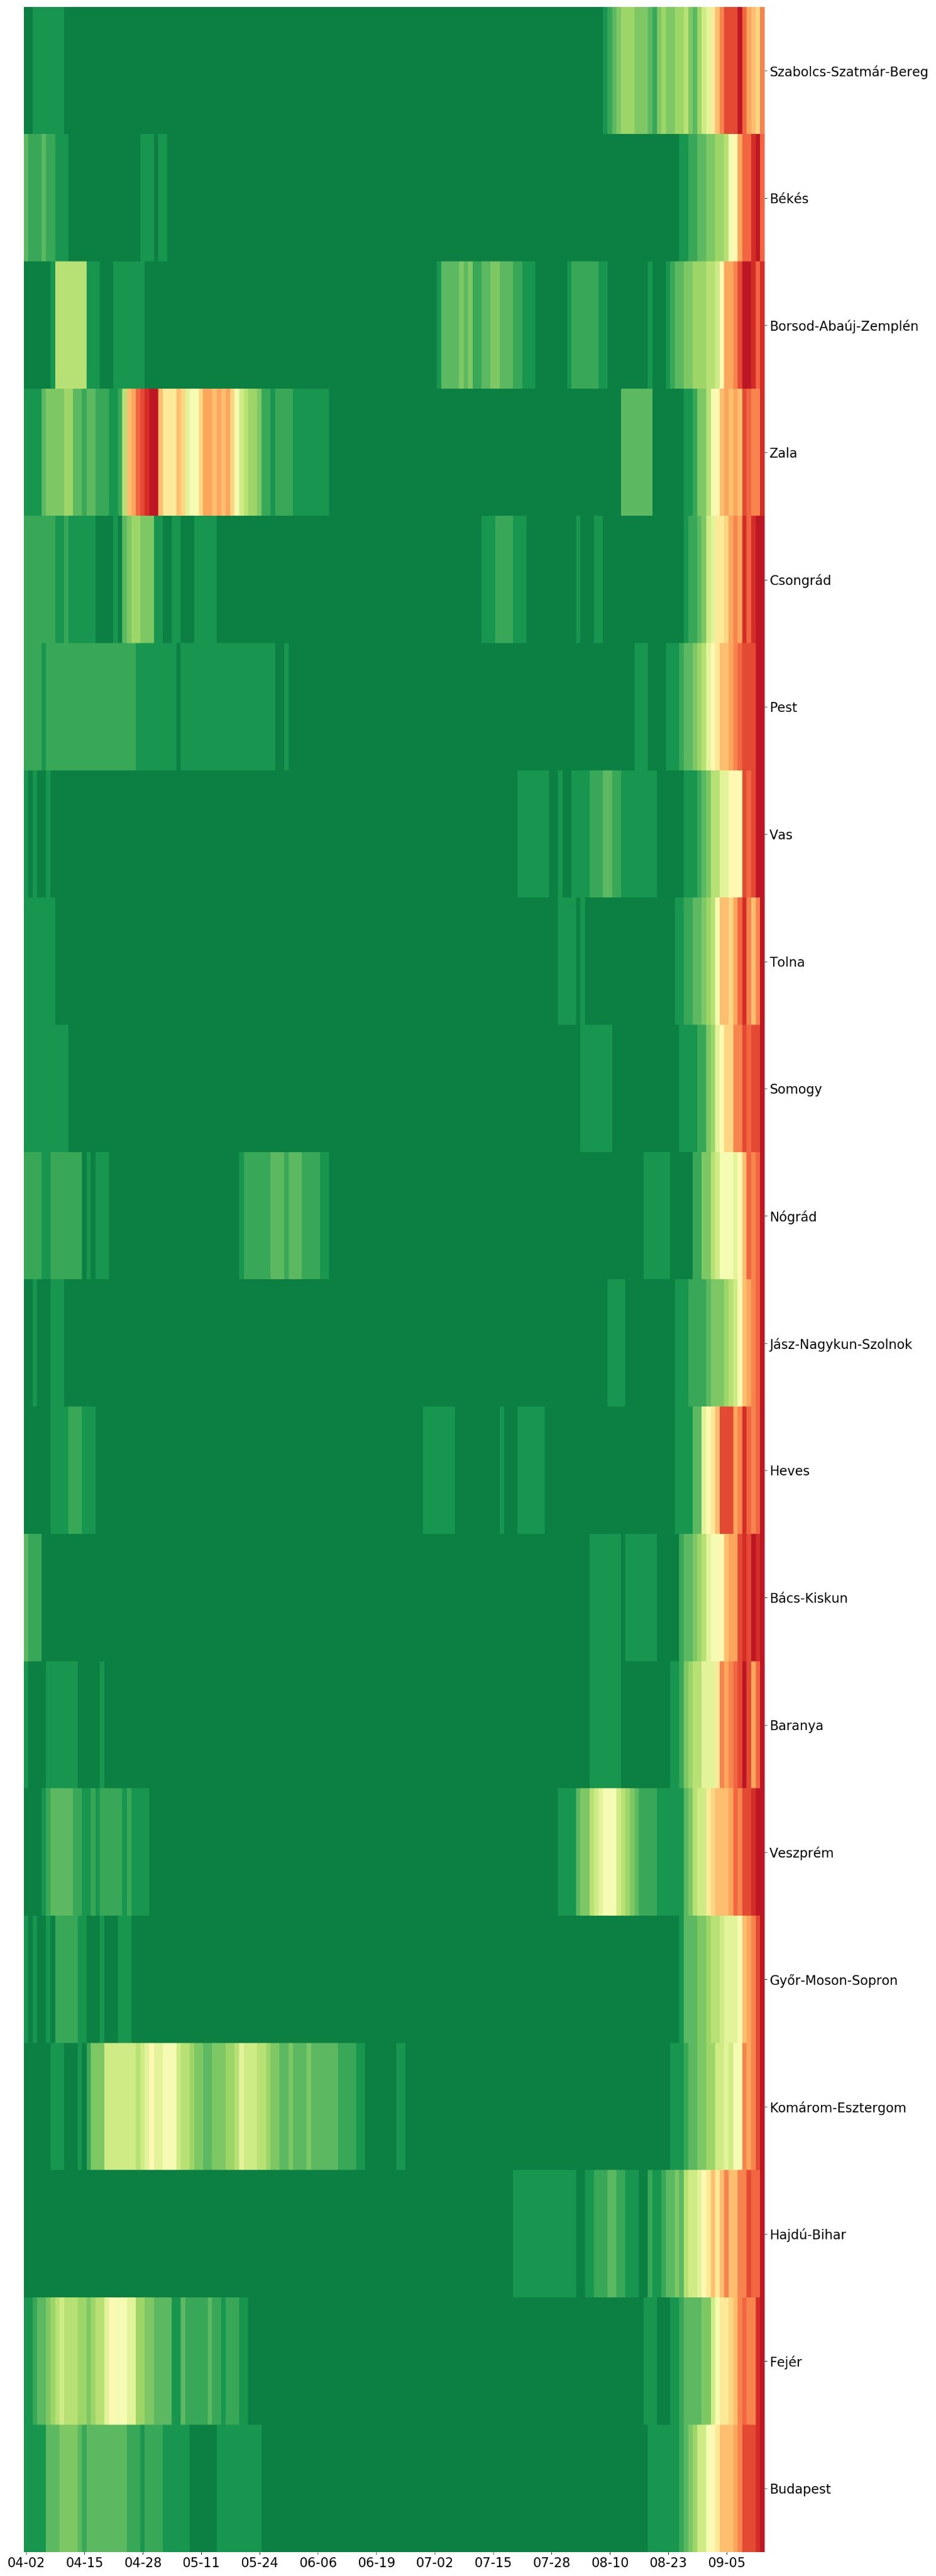 Szabolcs-Szatmár-Bereg
Békés
Borsod-Abaúj-Zemplén
Zala
Csongrád
Pest
Vas
Tolna
Somogy
Nógrád
Jász-Nagykun-Szolnok
Heves
Bács-Kiskun
Baranya
Veszprém
Győr-Moson-Sopron
Komárom-Esztergom
Hajdú-Bihar
Fejér
Budapest
04-02 04-15 04-28 05-11 05-24 06-06 06-19 07-02 07-15 07-28 08-10 08-23 09-05